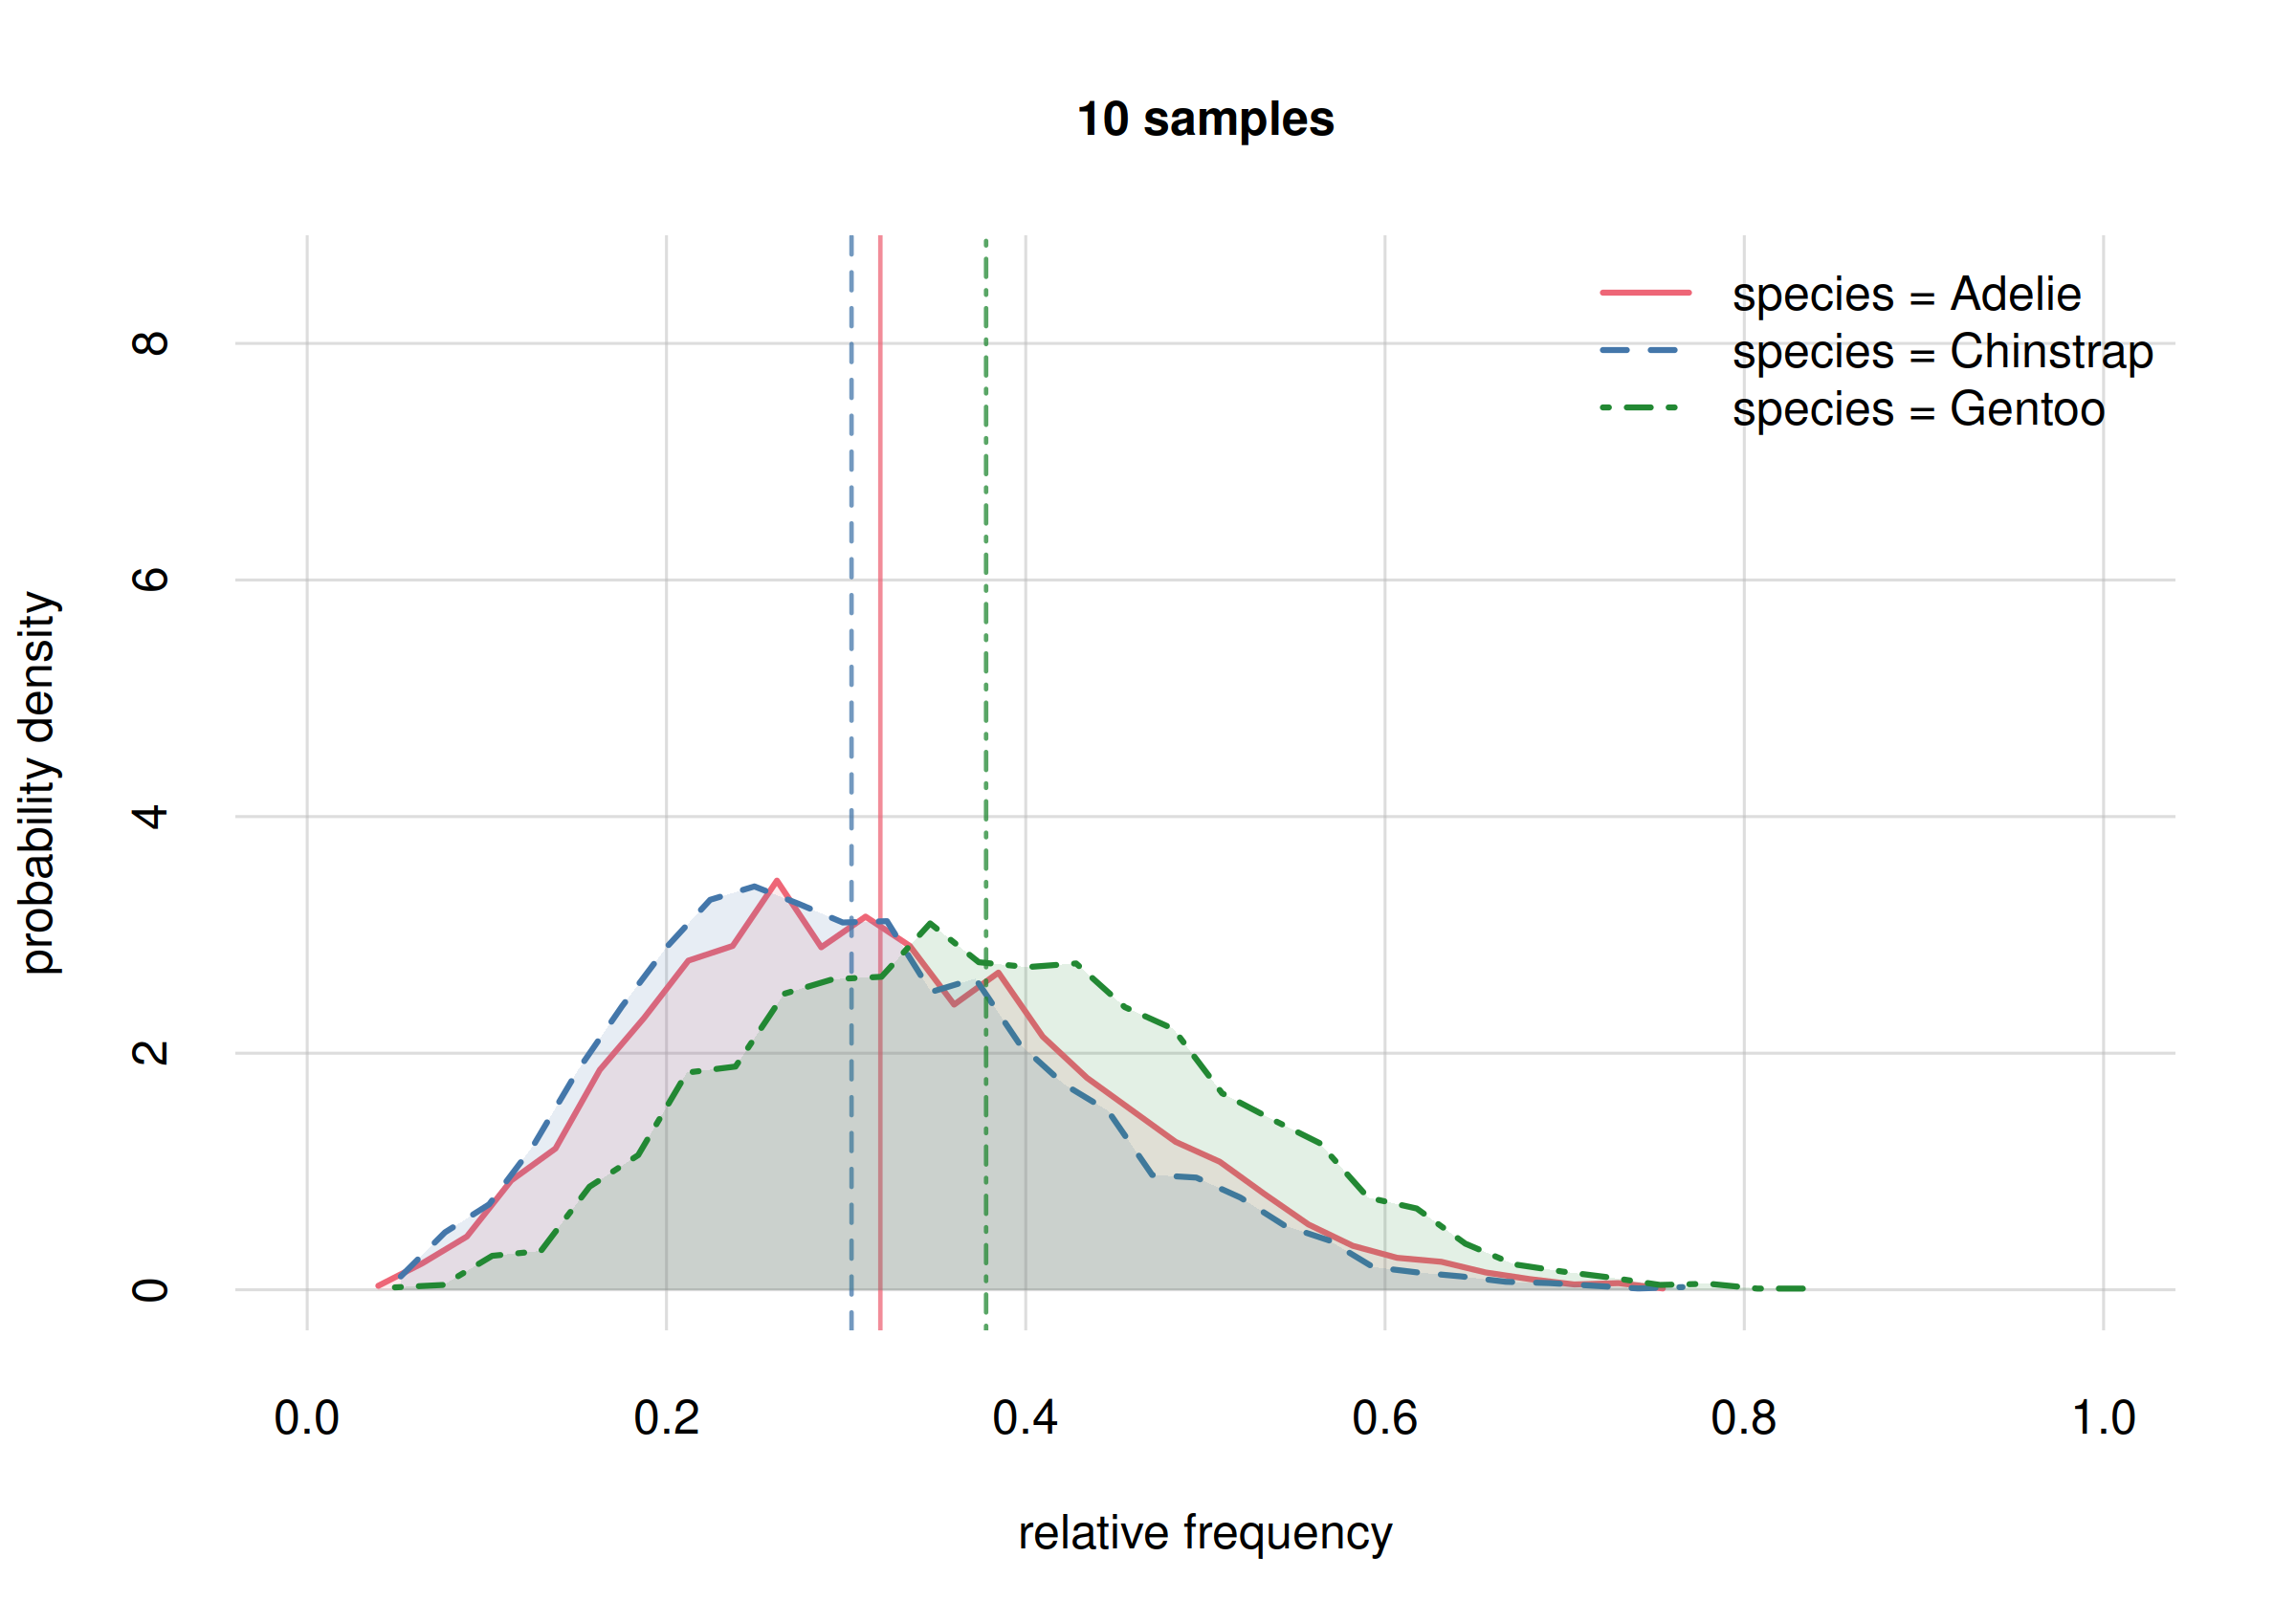 10 samples
species = Adelie
species = Chinstrap
species = Gentoo
probability density
8
6
4
2
0
0.0 0.2 0.4 0.6 0.8 1.0
relative frequency